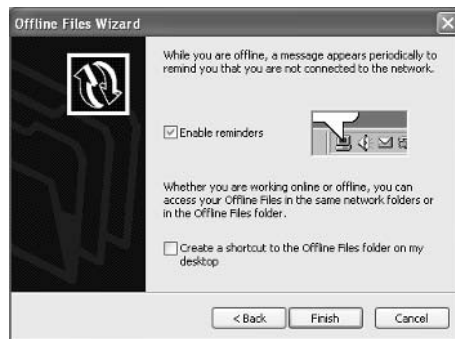 Offline Files Wizard
While you are offline, a message appears periodically to
remind you that you are not connected to the network.
Enable reminders
Whether you are working online or offline, you can
access your Offline Files in the same network folders or
in the Offline Files folder.
Create a shortcut to the Offline Files folder on my
desktop
< Back
Finish
Cancel